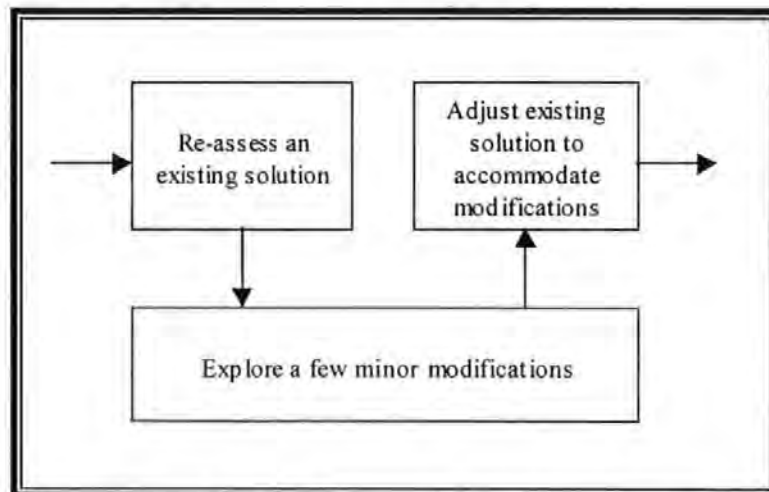 Re-assess an
existing solution
Adjust existing
solution to
accommodate
modifications
Explore a few minor modifications